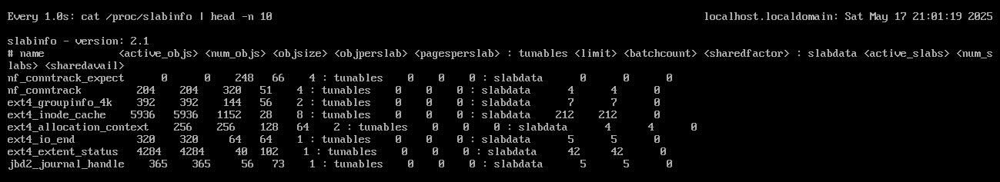 Every 1.0s: cat /proc/slabinfo | head -n 10 localhost.localdomain: Sat May 17 21:01:19 2025
slabinfo - version: 2.1
# name <active_objs> <num_objs> <objsize> <objperslab> <pagesperslab> : tunables <limit> <batchcount> <sharedfactor> : slabdata <active_slabs> <num_s
labs> <sharedavail>
nf_conntrack_expect 0 0 248 66 4 : tunables 0 0 0 : slabdata 0 0 0
nf_conntrack 204 204 320 51 4 : tunables 0 0 0 : slabdata 4 4 0
ext4_groupinfo_4k 392 392 144 56 2 : tunables 0 0 0 : slabdata 7 7 0
ext4_inode_cache 5936 5936 1152 28 8 : tunables 0 0 0 : slabdata 212 212 0
ext4_allocation_context 256 256 128 64 2 : tunables 0 0 0 : slabdata 4 4 0
ext4_io_end 320 320 64 64 1 : tunables 0 0 0 : slabdata 5 5 0
ext4_extent_status 4284 4284 40 102 1 : tunables 0 0 0 : slabdata 42 42 0
jbd2_journal_handle 365 365 56 73 1 : tunables 0 0 0 : slabdata 5 5 0